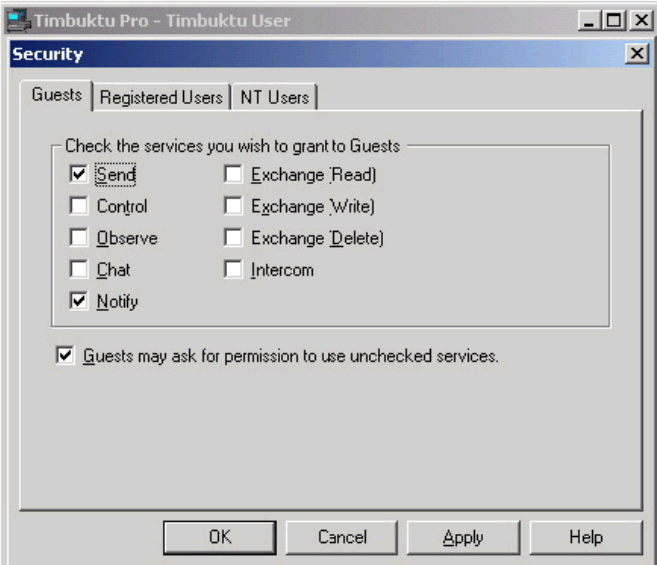 Timbuktu Pro - Timbuktu User
Security
Guests Registered Users NT Users
Check the services you wish to grant to Guests
Send Exchange (Read)
Control Exchange (Write)
Observe Exchange (Delete)
Chat Intercom
Notify
Guests may ask for permission to use unchecked services.
OK Cancel Apply Help